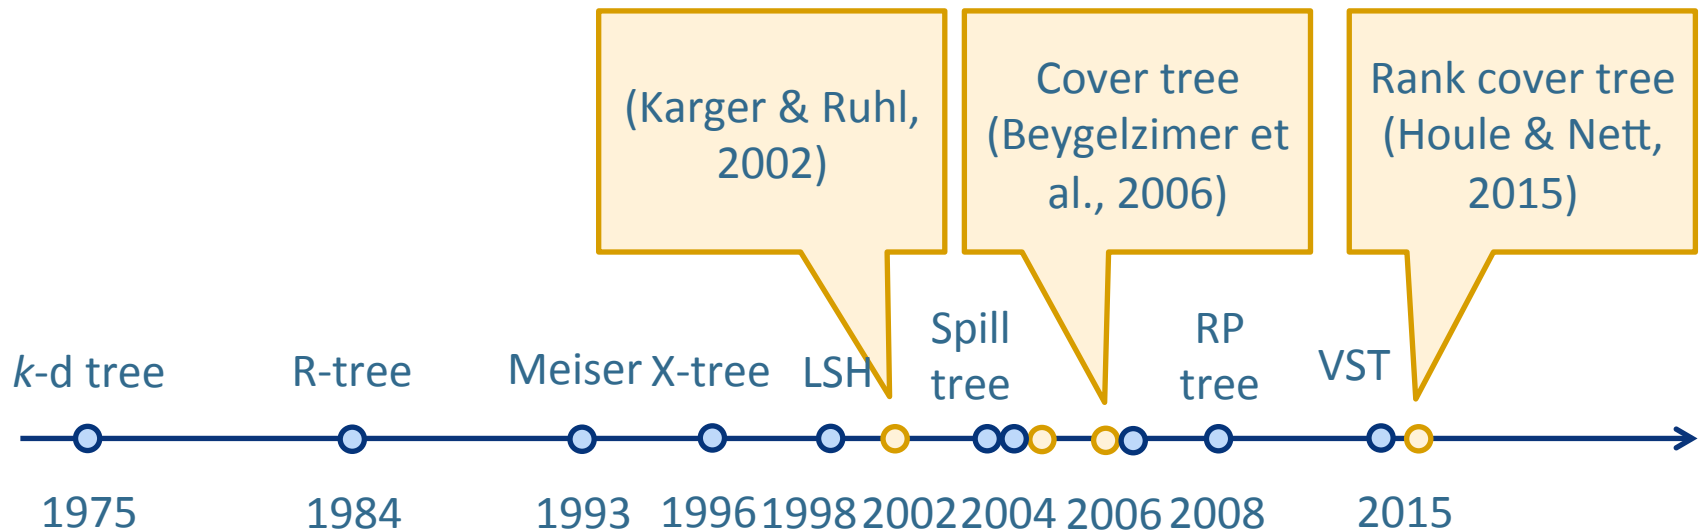 (Karger & Ruhl,
2002)
Cover tree
(Beygelzimer et
al., 2006)
Rank cover tree
(Houle & Nett,
2015)
k-d tree
R-tree
Meiser
X-tree
LSH
Spill
tree
RP
tree
VST
1975
1984
1993
1996
1998
2002
2004
2006
2008
2015